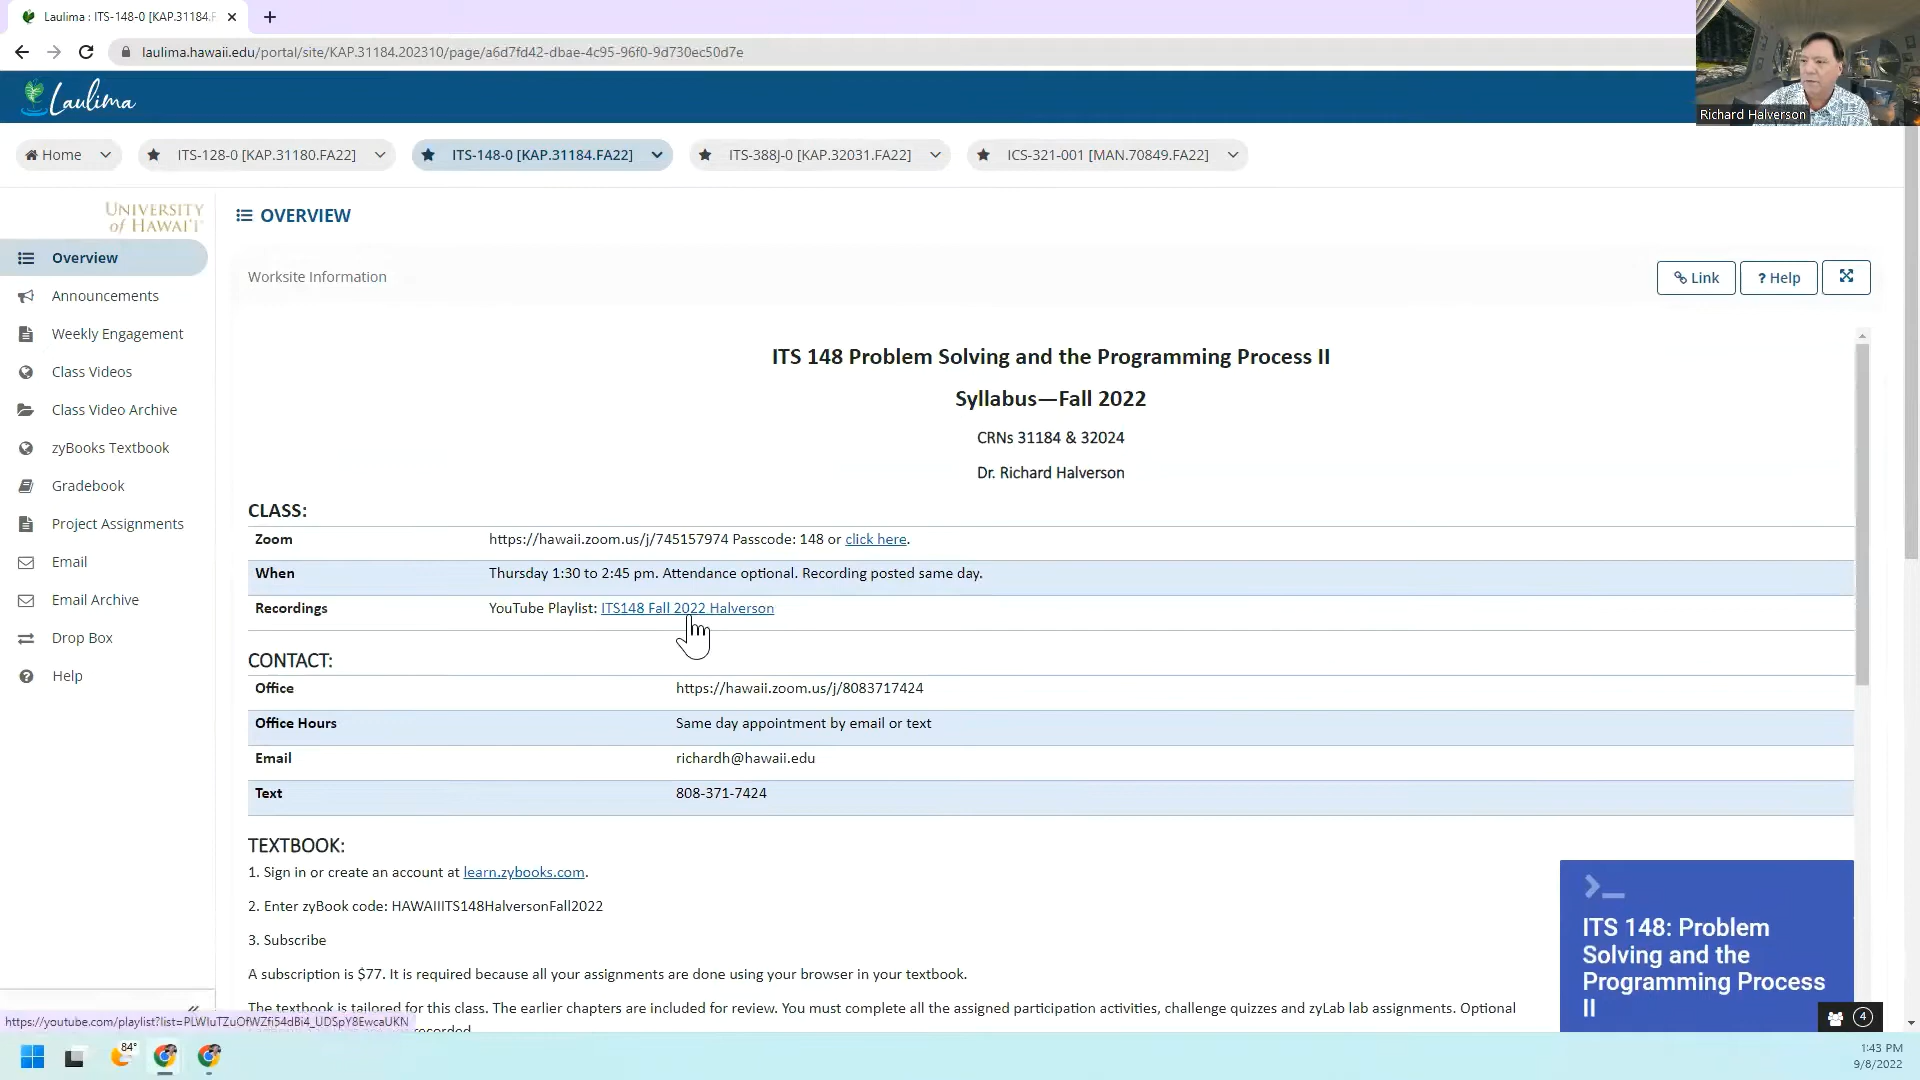 Laulima : ITS-148-0 [KAP.31184.F
laulima.hawaii.edu/portal/site/KAP.31184.202310/page/a6d7fd42-dbae-4c95-96f0-9d730ec50d7e
Richard Halverson
Laulima
Home
ITS-128-0 [KAP.31180.FA22]
ITS-148-0 [KAP.31184.FA22]
ITS-388J-0 [KAP.32031.FA22]
ICS-321-001 [MAN.70849.FA22]
UNIVERSITY
of HAWAI'I
Overview
Announcements
Weekly Engagement
Class Videos
Class Video Archive
zyBooks Textbook
Gradebook
Project Assignments
Email
Email Archive
Drop Box
Help
OVERVIEW
Worksite Information
Link
? Help
ITS 148 Problem Solving and the Programming Process II
Syllabus—Fall 2022
CRNs 31184 & 32024
Dr. Richard Halverson
CLASS:
Zoom https://hawaii.zoom.us/j/745157974 Passcode: 148 or click here.
When Thursday 1:30 to 2:45 pm. Attendance optional. Recording posted same day.
Recordings YouTube Playlist: ITS148 Fall 2022 Halverson
CONTACT:
Office https://hawaii.zoom.us/j/8083717424
Office Hours Same day appointment by email or text
Email richardh@hawaii.edu
Text 808-371-7424
TEXTBOOK:
1. Sign in or create an account at learn.zybooks.com.
2. Enter zyBook code: HAWAIIITS148HalversonFall2022
3. Subscribe
A subscription is $77. It is required because all your assignments are done using your browser in your textbook.
The textbook is tailored for this class. The earlier chapters are included for review. You must complete all the assigned participation activities, challenge quizzes and zyLab lab assignments. Optional
recorded.
ITS 148: Problem
Solving and the
Programming Process
II
4
https://youtube.com/playlist?list=PLWIuTZuOfWZfi54dBi4_UDSpY8EwcaUKN
84°
1:43 PM
9/8/2022